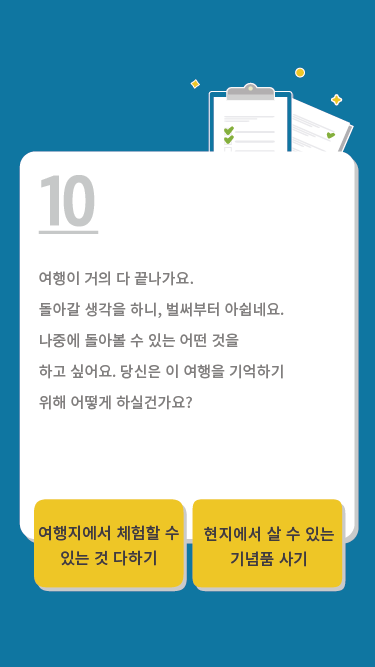 10
여행이 거의 다 끝나가요.
돌아갈 생각을 하니, 벌써부터 아쉽네요.
나중에 돌아볼 수 있는 어떤 것을
하고 싶어요. 당신은 이 여행을 기억하기
위해 어떻게 하실건가요?
여행지에서 체험할 수
있는 것 다하기
현지에서 살 수 있는
기념품 사기